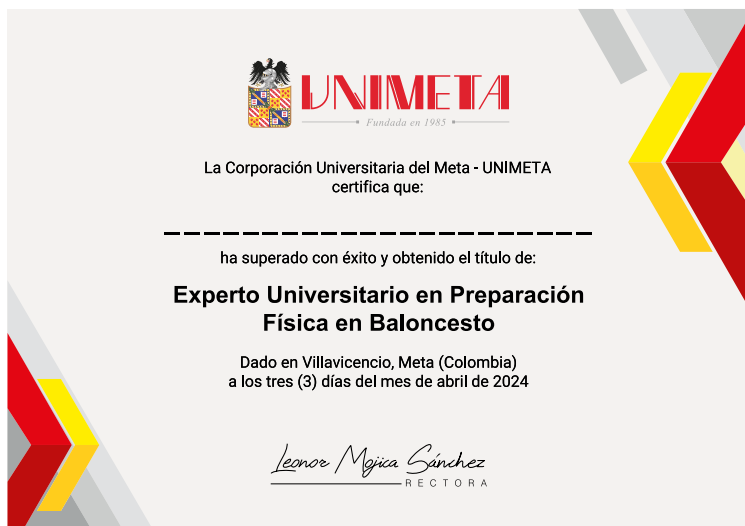 UNIMETA
Fundada en 1985
La Corporación Universitaria del Meta - UNIMETA
certifica que:
ha superado con éxito y obtenido el título de:
Experto Universitario en Preparación
Física en Baloncesto
Dado en Villavicencio, Meta (Colombia)
a los tres (3) días del mes de abril de 2024
Leonor Mojica Sánchez
RECTORA